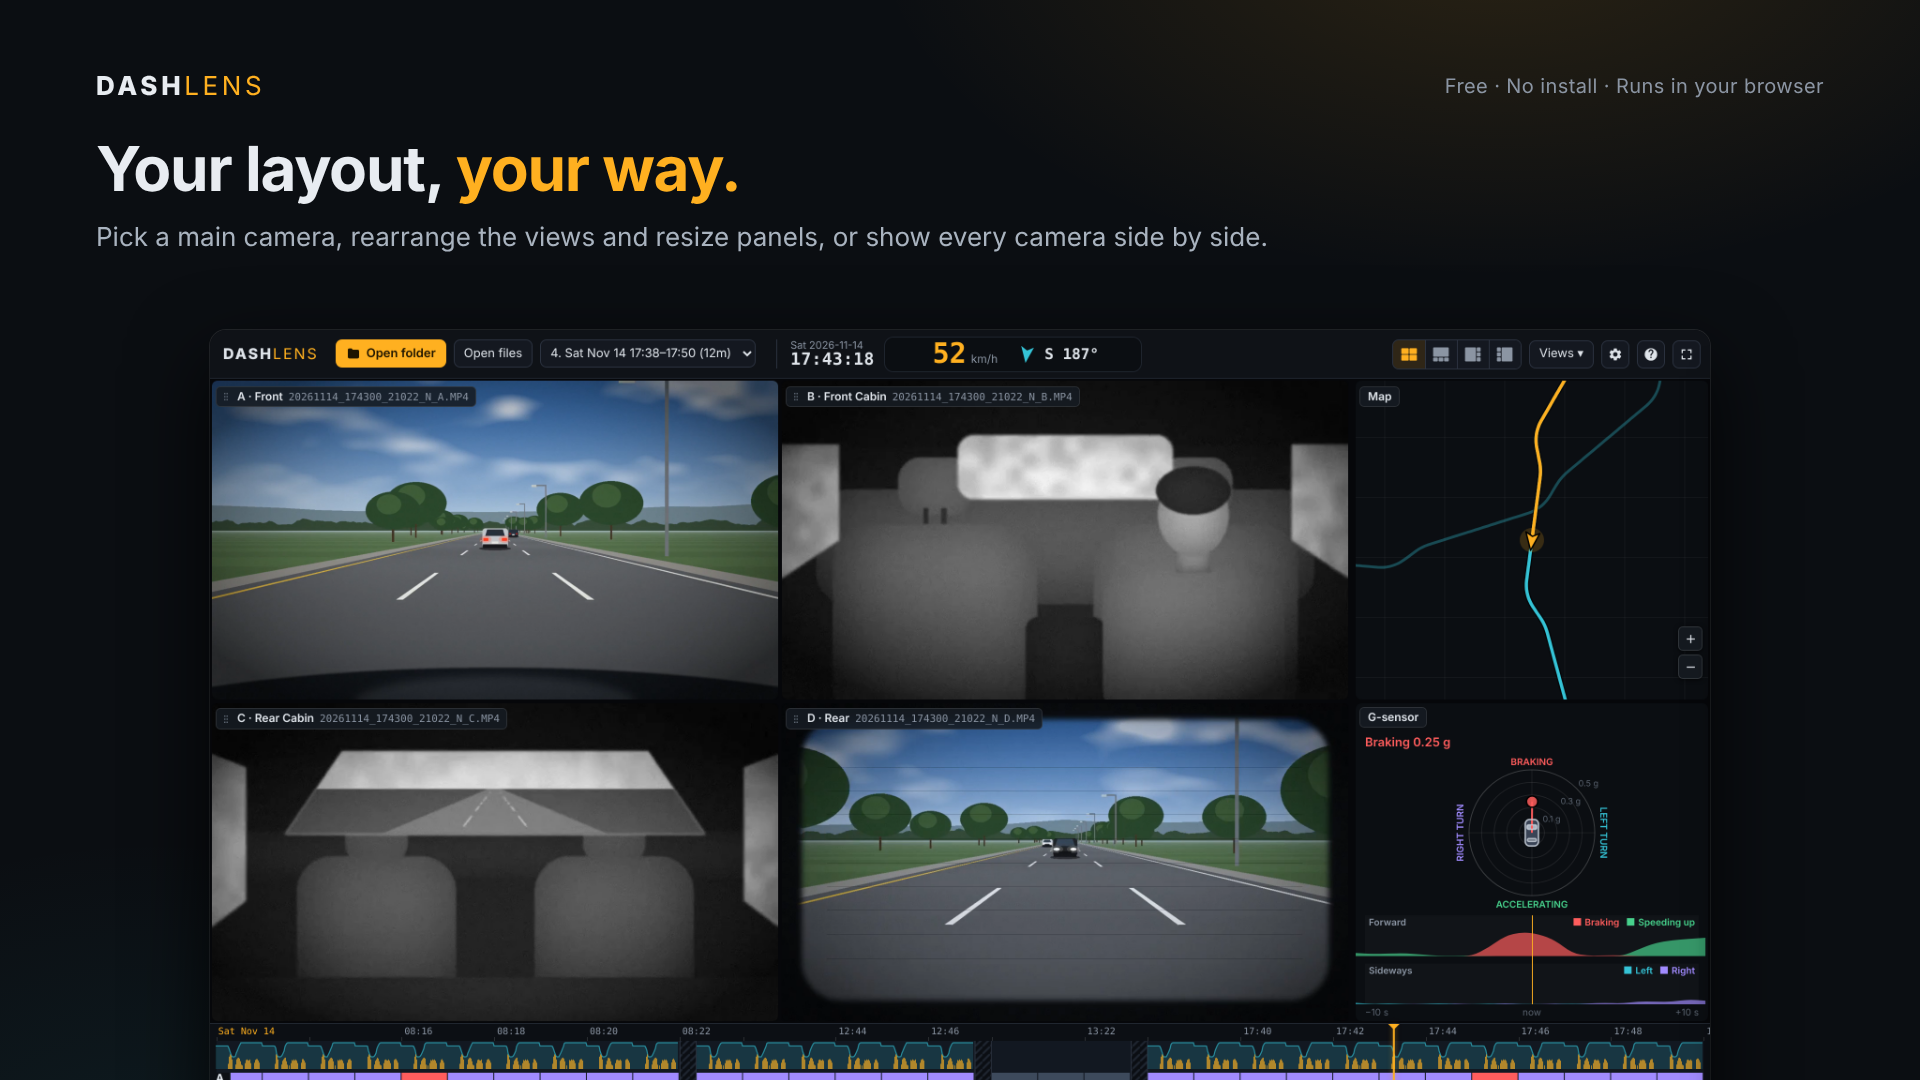 DASHLENS
Free · No install · Runs in your browser
Your layout, your way.
Pick a main camera, rearrange the views and resize panels, or show every camera side by side.
DASHLENS
Open folder
Open files
4. Sat Nov 14 17:38–17:50 (12m)
Sat 2026-11-14
17:43:18
52 km/h
S 187°
Views ▾
A · Front 20261114_174300_21022_N_A.MP4
B · Front Cabin 20261114_174300_21022_N_B.MP4
Map
+
−
C · Rear Cabin 20261114_174300_21022_N_C.MP4
D · Rear 20261114_174300_21022_N_D.MP4
G-sensor
Braking 0.25 g
BRAKING
0.5 g
0.3 g
0.1 g
RIGHT TURN
LEFT TURN
ACCELERATING
Forward
Braking
Speeding up
Sideways
Left
Right
−10 s
now
+10 s
Sat Nov 14 08:16 08:18 08:20 08:22 12:44 12:46 13:22 17:40 17:42 17:44 17:46 17:48
A